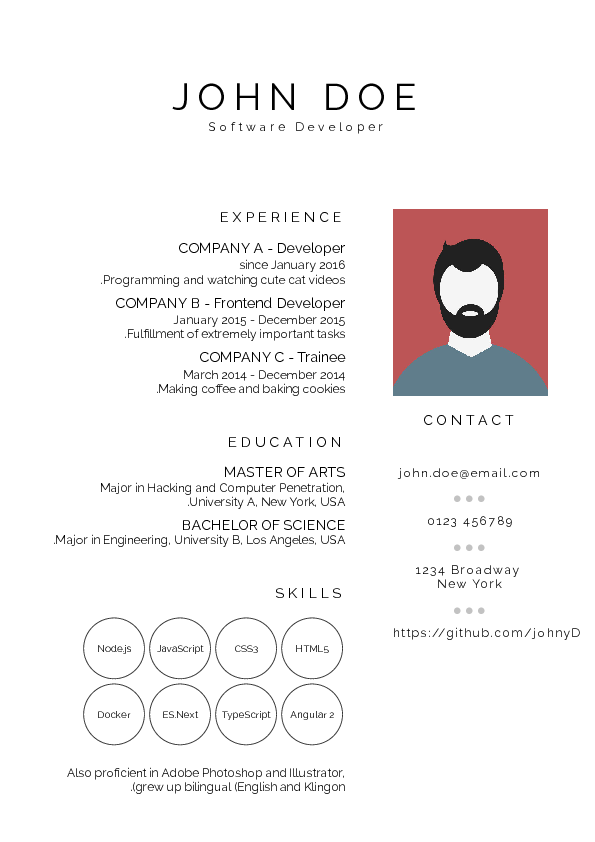 JOHN DOE
Software Developer
EXPERIENCE
COMPANY A - Developer
since January 2016
.Programming and watching cute cat videos
COMPANY B - Frontend Developer
January 2015 - December 2015
.Fulfillment of extremely important tasks
COMPANY C - Trainee
March 2014 - December 2014
.Making coffee and baking cookies
EDUCATION
MASTER OF ARTS
Major in Hacking and Computer Penetration,
.University A, New York, USA
BACHELOR OF SCIENCE
.Major in Engineering, University B, Los Angeles, USA
SKILLS
Node.js JavaScript CSS3 HTML5
Docker ES.Next TypeScript Angular 2
Also proficient in Adobe Photoshop and Illustrator,
.(grew up bilingual (English and Klingon
CONTACT
john.doe@email.com
0123 456789
1234 Broadway
New York
https://github.com/johnyD